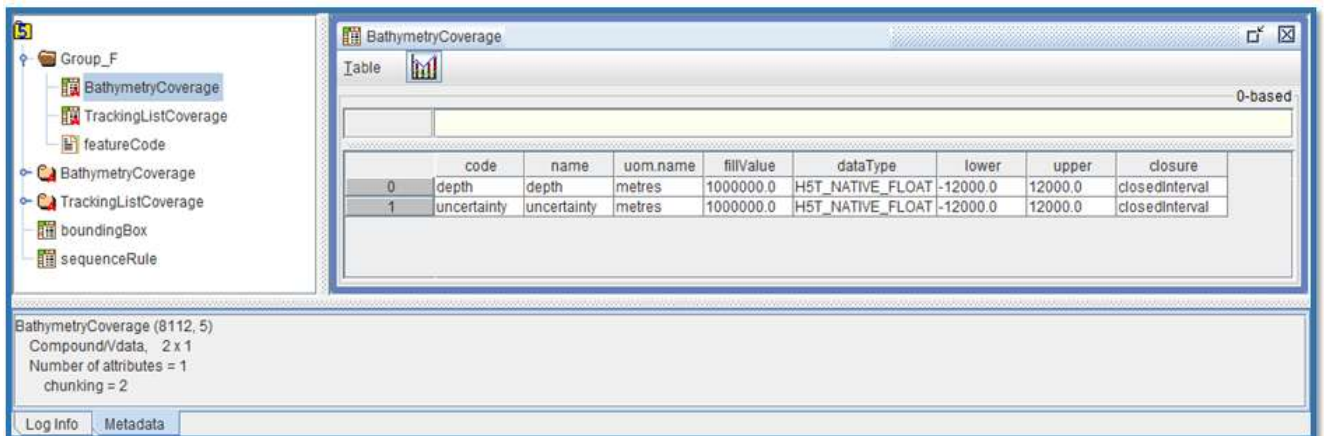 5
Group_F
BathymetryCoverage
TrackingListCoverage
featureCode
BathymetryCoverage
TrackingListCoverage
boundingBox
sequenceRule
BathymetryCoverage
Table
0-based
code name uom.name fillValue dataType lower upper closure
0 depth depth metres 1000000.0 H5T_NATIVE_FLOAT -12000.0 12000.0 closedInterval
1 uncertainty uncertainty metres 1000000.0 H5T_NATIVE_FLOAT -12000.0 12000.0 closedInterval
BathymetryCoverage (8112, 5)
Compound/Vdata, 2 x 1
Number of attributes = 1
chunking = 2
Log Info Metadata